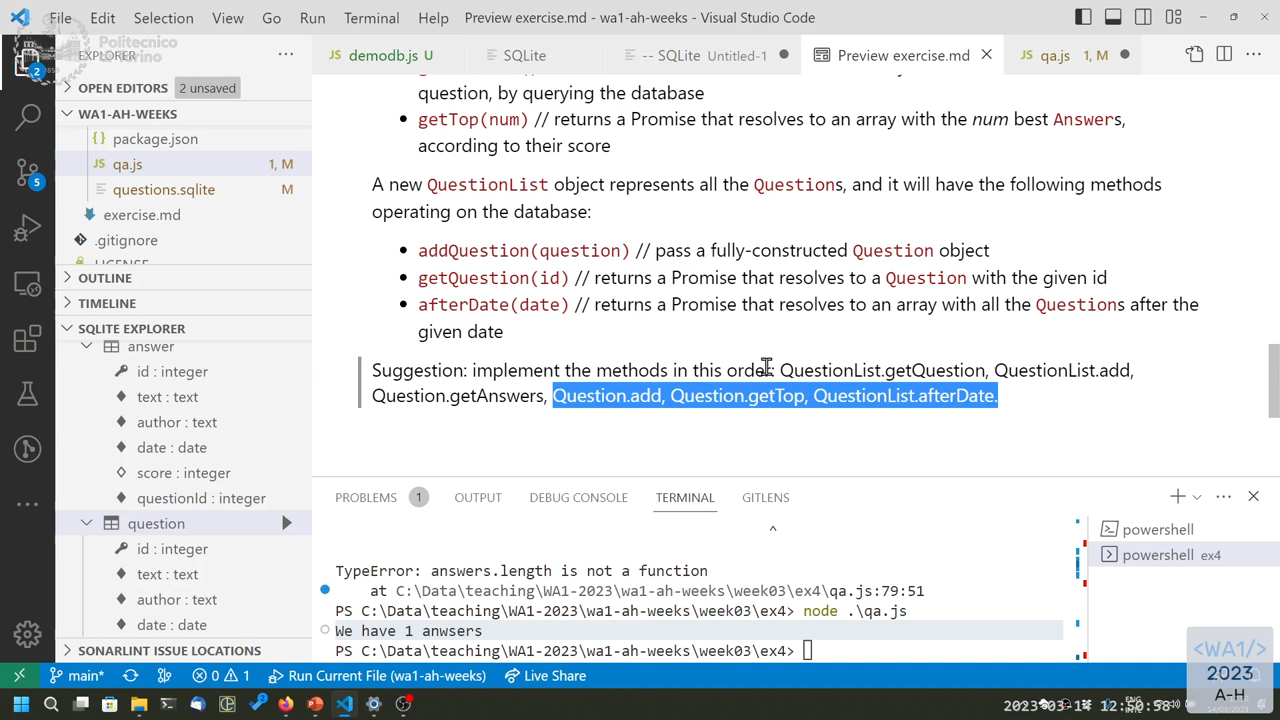 File Edit Selection View Go Run Terminal Help Preview exercise.md - wa1-ah-weeks - Visual Studio Code
Politecnico
EXPLORER
demodb.js U
SQLite
-- SQLite Untitled-1
Preview exercise.md
qa.js 1, M
OPEN EDITORS 2 unsaved
WA1-AH-WEEKS
package.json
qa.js 1, M
questions.sqlite M
exercise.md
.gitignore
OUTLINE
TIMELINE
SQLITE EXPLORER
answer
id : integer
text : text
author : text
date : date
score : integer
questionId : integer
question
id : integer
text : text
author : text
date : date
SONARLINT ISSUE LOCATIONS
question, by querying the database
getTop(num) // returns a Promise that resolves to an array with the num best Answers,
according to their score
A new QuestionList object represents all the Questions, and it will have the following methods
operating on the database:
addQuestion(question) // pass a fully-constructed Question object
getQuestion(id) // returns a Promise that resolves to a Question with the given id
afterDate(date) // returns a Promise that resolves to an array with all the Questions after the
given date
Suggestion: implement the methods in this order: QuestionList.getQuestion, QuestionList.add,
Question.getAnswers, Question.add, Question.getTop, QuestionList.afterDate.
PROBLEMS 1 OUTPUT DEBUG CONSOLE TERMINAL GITLENS
^
TypeError: answers.length is not a function
at C:\Data\teaching\WA1-2023\wa1-ah-weeks\week03\ex4\qa.js:79:51
PS C:\Data\teaching\WA1-2023\wa1-ah-weeks\week03\ex4> node .\qa.js
We have 1 anwsers
PS C:\Data\teaching\WA1-2023\wa1-ah-weeks\week03\ex4>
powershell
powershell ex4
2
5
main* 0 1 Run Current File (wa1-ah-weeks) Live Share
<WA1/>
2023
A-H
2023-03-14 12:50:58